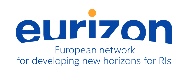 eurizon
European network
for developing new horizons for RIs